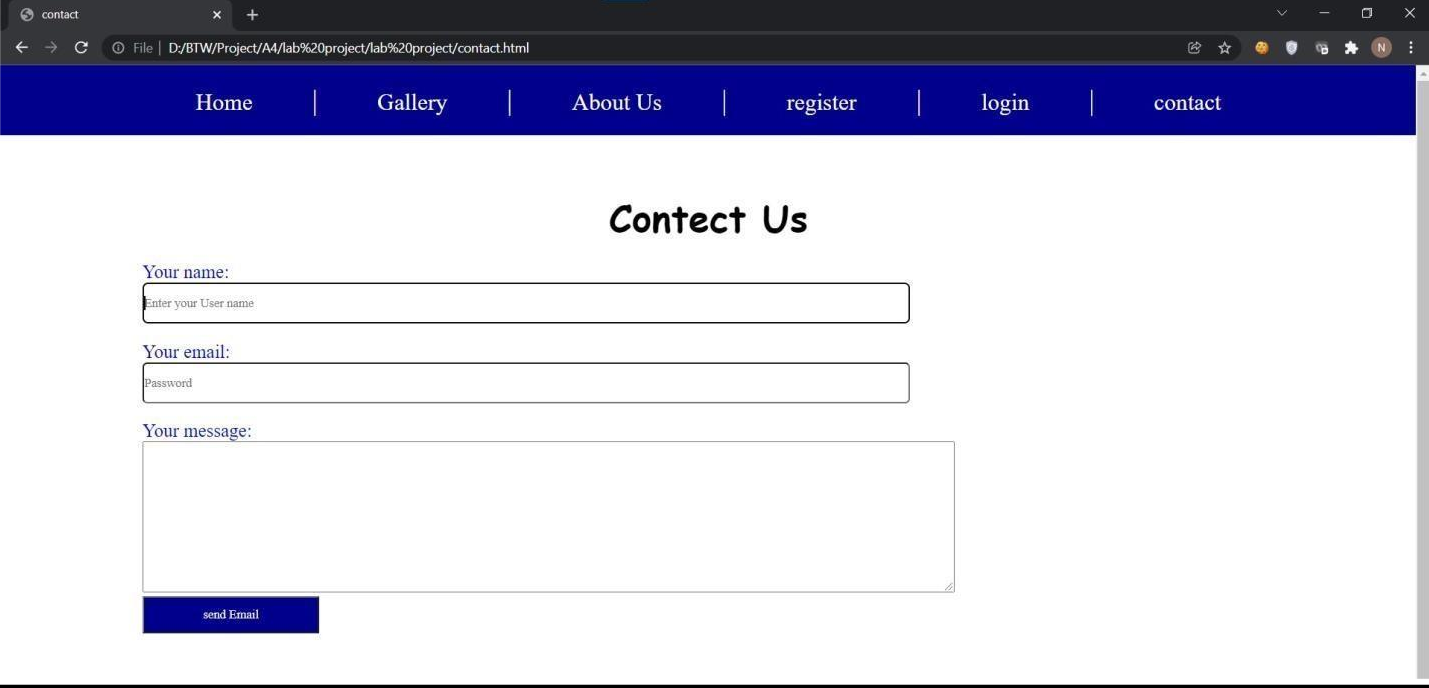 contact
File | D:/BTW/Project/A4/lab%20project/lab%20project/contact.html
N
Home | Gallery | About Us | register | login | contact
Contect Us
Your name:
Enter your User name
Your email:
Password
Your message:
send Email